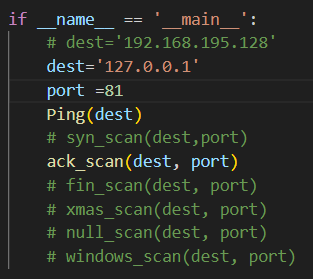 if __name__ == '__main__':
    # dest='192.168.195.128'
    dest='127.0.0.1'
    port =81
    Ping(dest)
    # syn_scan(dest,port)
    ack_scan(dest, port)
    # fin_scan(dest, port)
    # xmas_scan(dest, port)
    # null_scan(dest, port)
    # windows_scan(dest, port)